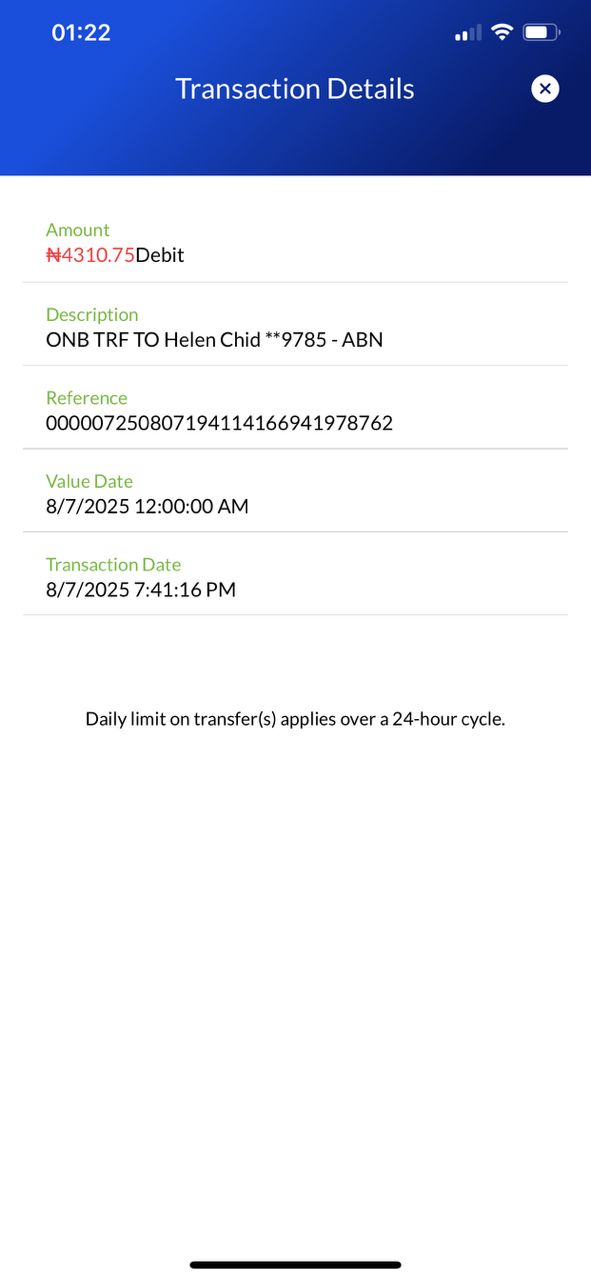 01:22
Transaction Details
Amount
₦4310.75Debit
Description
ONB TRF TO Helen Chid **9785 - ABN
Reference
000007250807194114166941978762
Value Date
8/7/2025 12:00:00 AM
Transaction Date
8/7/2025 7:41:16 PM
Daily limit on transfer(s) applies over a 24-hour cycle.